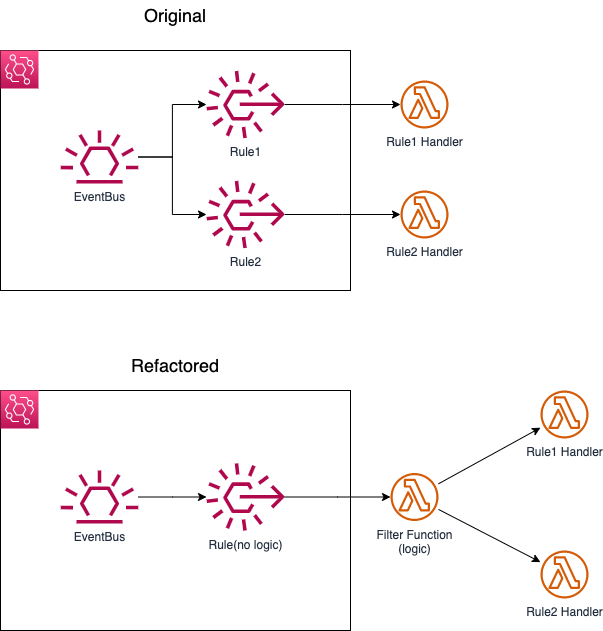 Original
Rule1
Rule1 Handler
EventBus
Rule2
Rule2 Handler
Refactored
Rule1 Handler
EventBus
Rule(no logic)
Filter Function
(logic)
Rule2 Handler